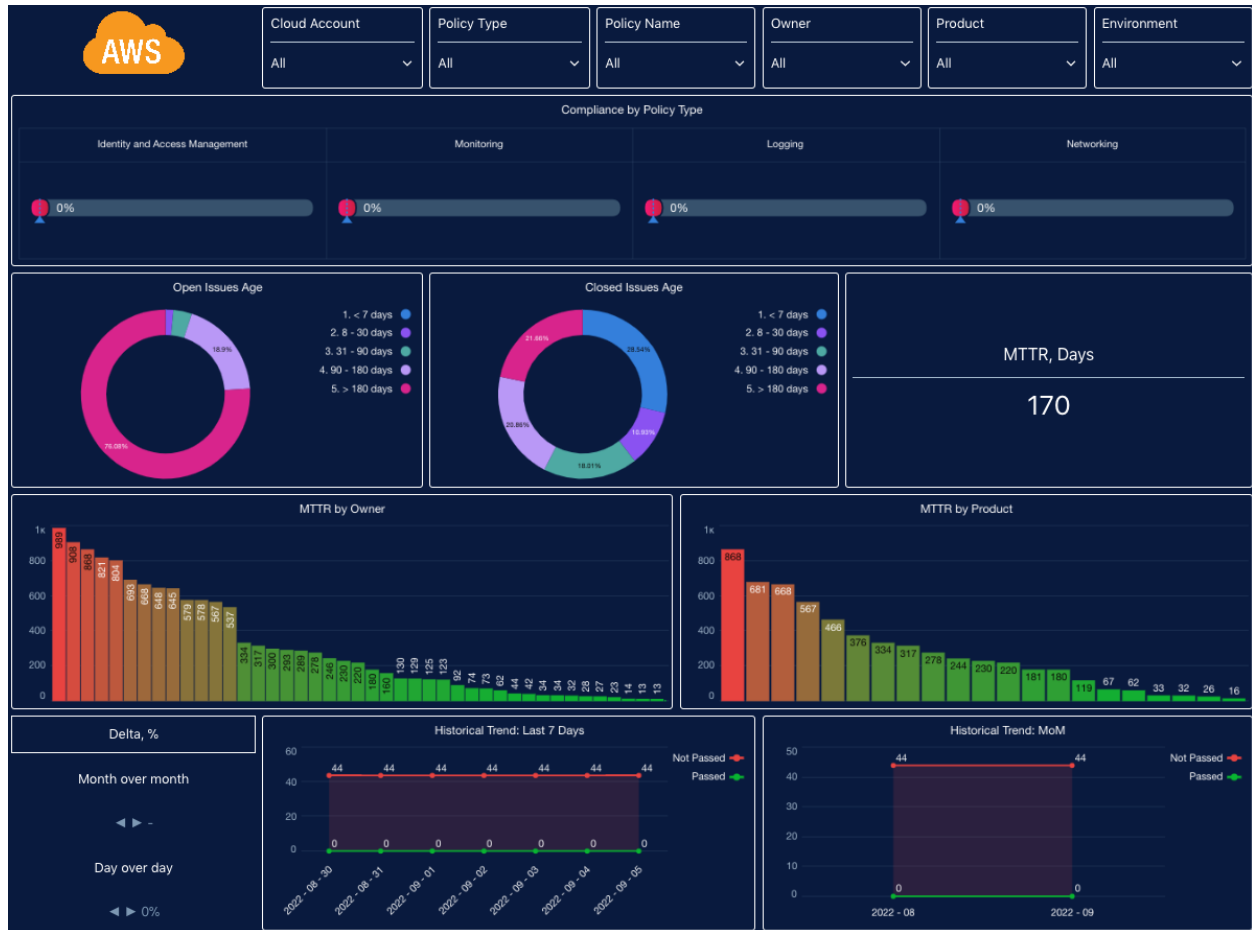 AWS
Cloud Account
All
Policy Type
All
Policy Name
All
Owner
All
Product
All
Environment
All
Compliance by Policy Type
Identity and Access Management
Monitoring
Logging
Networking
0%
0%
0%
0%
Open Issues Age
18.9%
76.08%
1. < 7 days
2. 8 - 30 days
3. 31 - 90 days
4. 90 - 180 days
5. > 180 days
Closed Issues Age
21.66%
28.54%
20.86%
18.01%
1. < 7 days
2. 8 - 30 days
3. 31 - 90 days
4. 90 - 180 days
5. > 180 days
MTTR, Days
170
MTTR by Owner
1к
800
600
400
200
0
989
908
868
821
804
693
668
648
645
579
578
567
537
334
317
300
293
289
278
246
230
220
180
160
130
129
125
123
92
74
73
62
44
42
34
34
32
28
27
23
14
13
13
MTTR by Product
1к
800
600
400
200
0
868
681
668
567
466
376
334
317
278
244
230
220
181
180
119
67
62
33
32
26
16
Delta, %
Month over month
-
Day over day
0%
Historical Trend: Last 7 Days
60
40
20
0
44
44
44
44
44
44
44
0
0
0
0
0
0
0
2022 - 08 - 30
2022 - 08 - 31
2022 - 09 - 01
2022 - 09 - 02
2022 - 09 - 03
2022 - 09 - 04
2022 - 09 - 05
Not Passed
Passed
Historical Trend: MoM
50
40
30
20
10
0
44
44
0
0
2022 - 08
2022 - 09
Not Passed
Passed